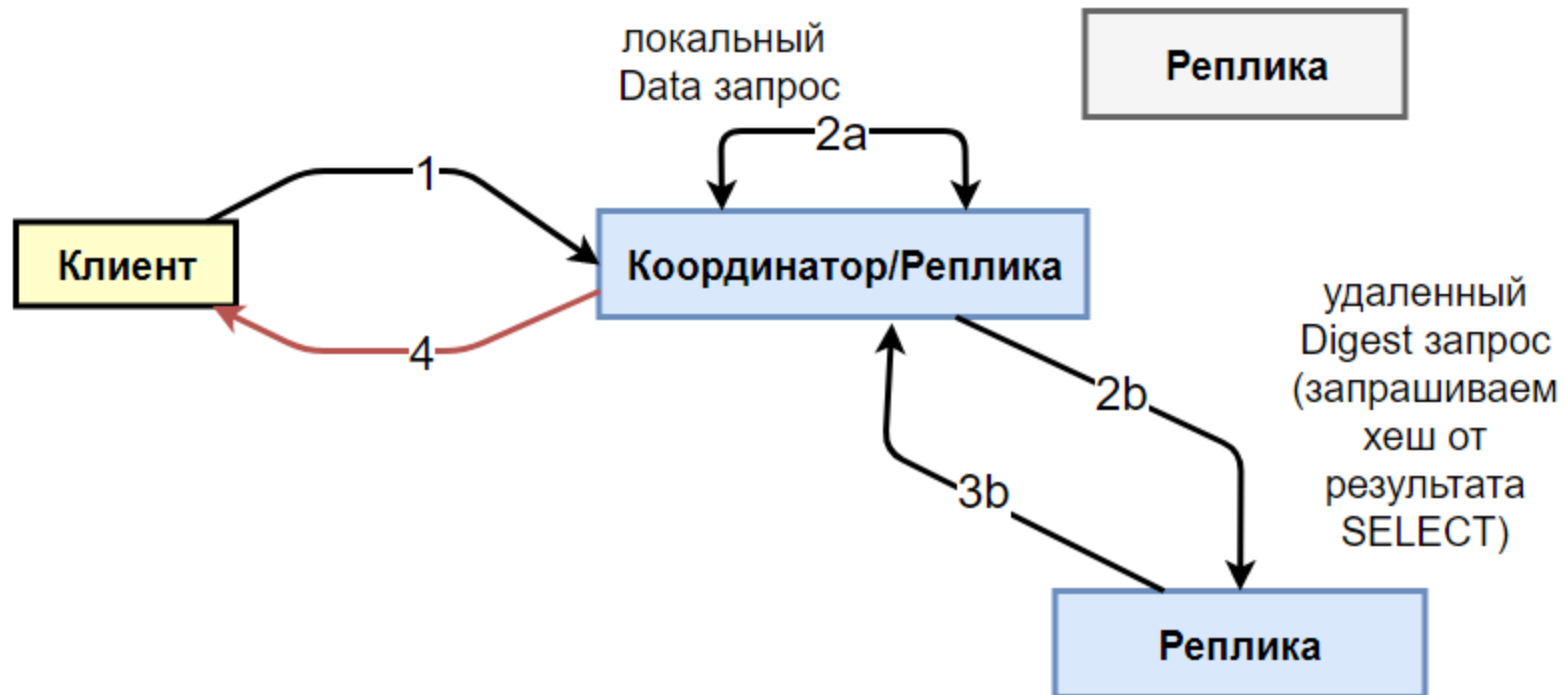 локальный
Data запрос
Реплика
2a
1
Клиент
Координатор/Реплика
4
2b
удаленный
Digest запрос
(запрашиваем
хеш от
результата
SELECT)
3b
Реплика